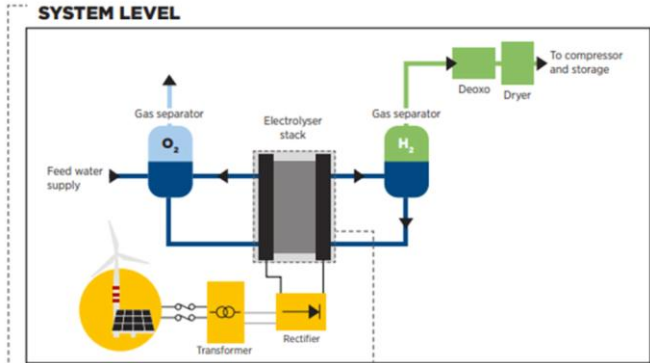 SYSTEM LEVEL
To compressor
and storage
Deoxo
Dryer
Gas separator
Electrolyser
stack
Gas separator
O₂
H₂
Feed water
supply
Transformer
Rectifier